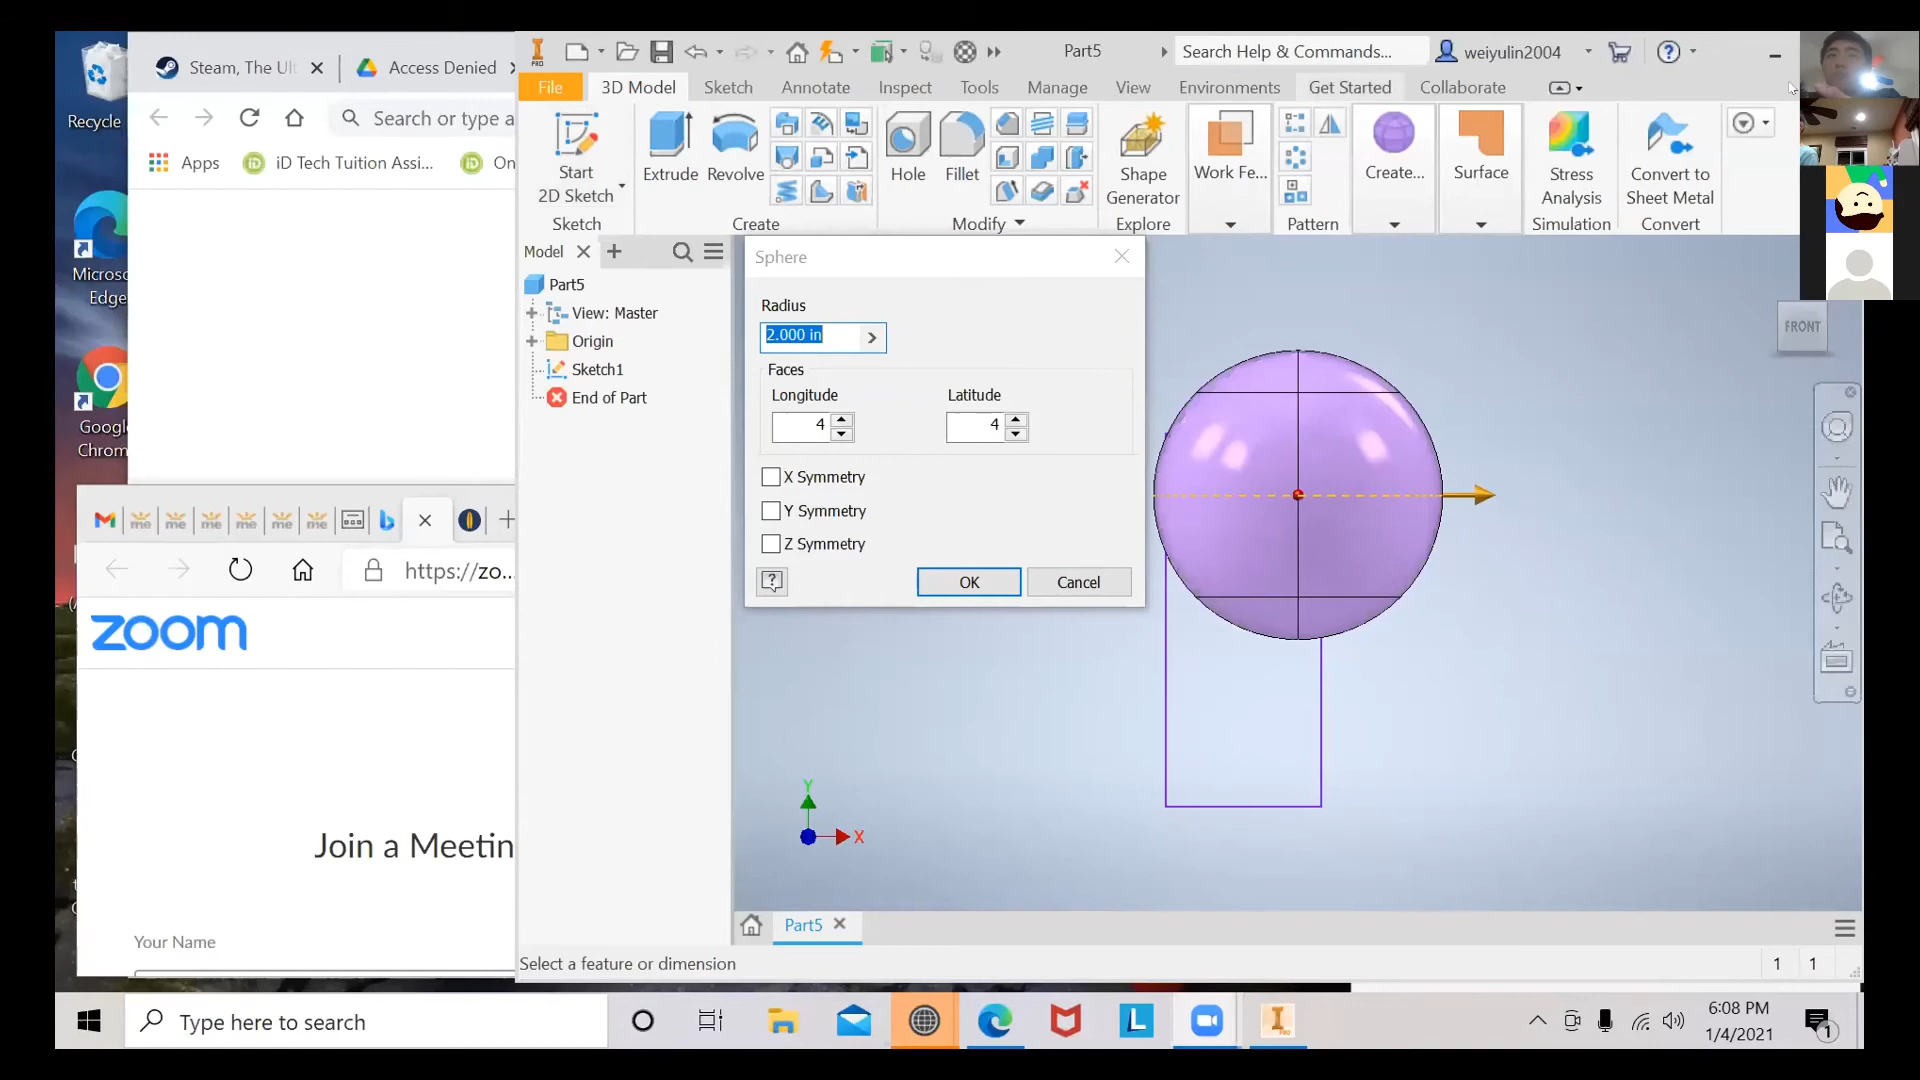 Recycle
Steam, The Ult
Access Denied
Search or type a
Apps
iD Tech Tuition Assi...
On
Part5
Search Help & Commands...
weiyulin2004
File
3D Model
Sketch
Annotate
Inspect
Tools
Manage
View
Environments
Get Started
Collaborate
Start
2D Sketch
Sketch
Extrude
Revolve
Create
Hole
Fillet
Modify
Shape
Generator
Explore
Work Fe...
Pattern
Create...
Surface
Stress
Analysis
Simulation
Convert to
Sheet Metal
Convert
Model
Part5
View: Master
Origin
Sketch1
End of Part
Sphere
Radius
2.000 in
Faces
Longitude
4
Latitude
4
X Symmetry
Y Symmetry
Z Symmetry
OK
Cancel
FRONT
Microso
Edge
Google
Chrom
https://zo...
zoom
Join a Meetin
Your Name
Y
X
Part5
Select a feature or dimension
1 1
Type here to search
6:08 PM
1/4/2021
1